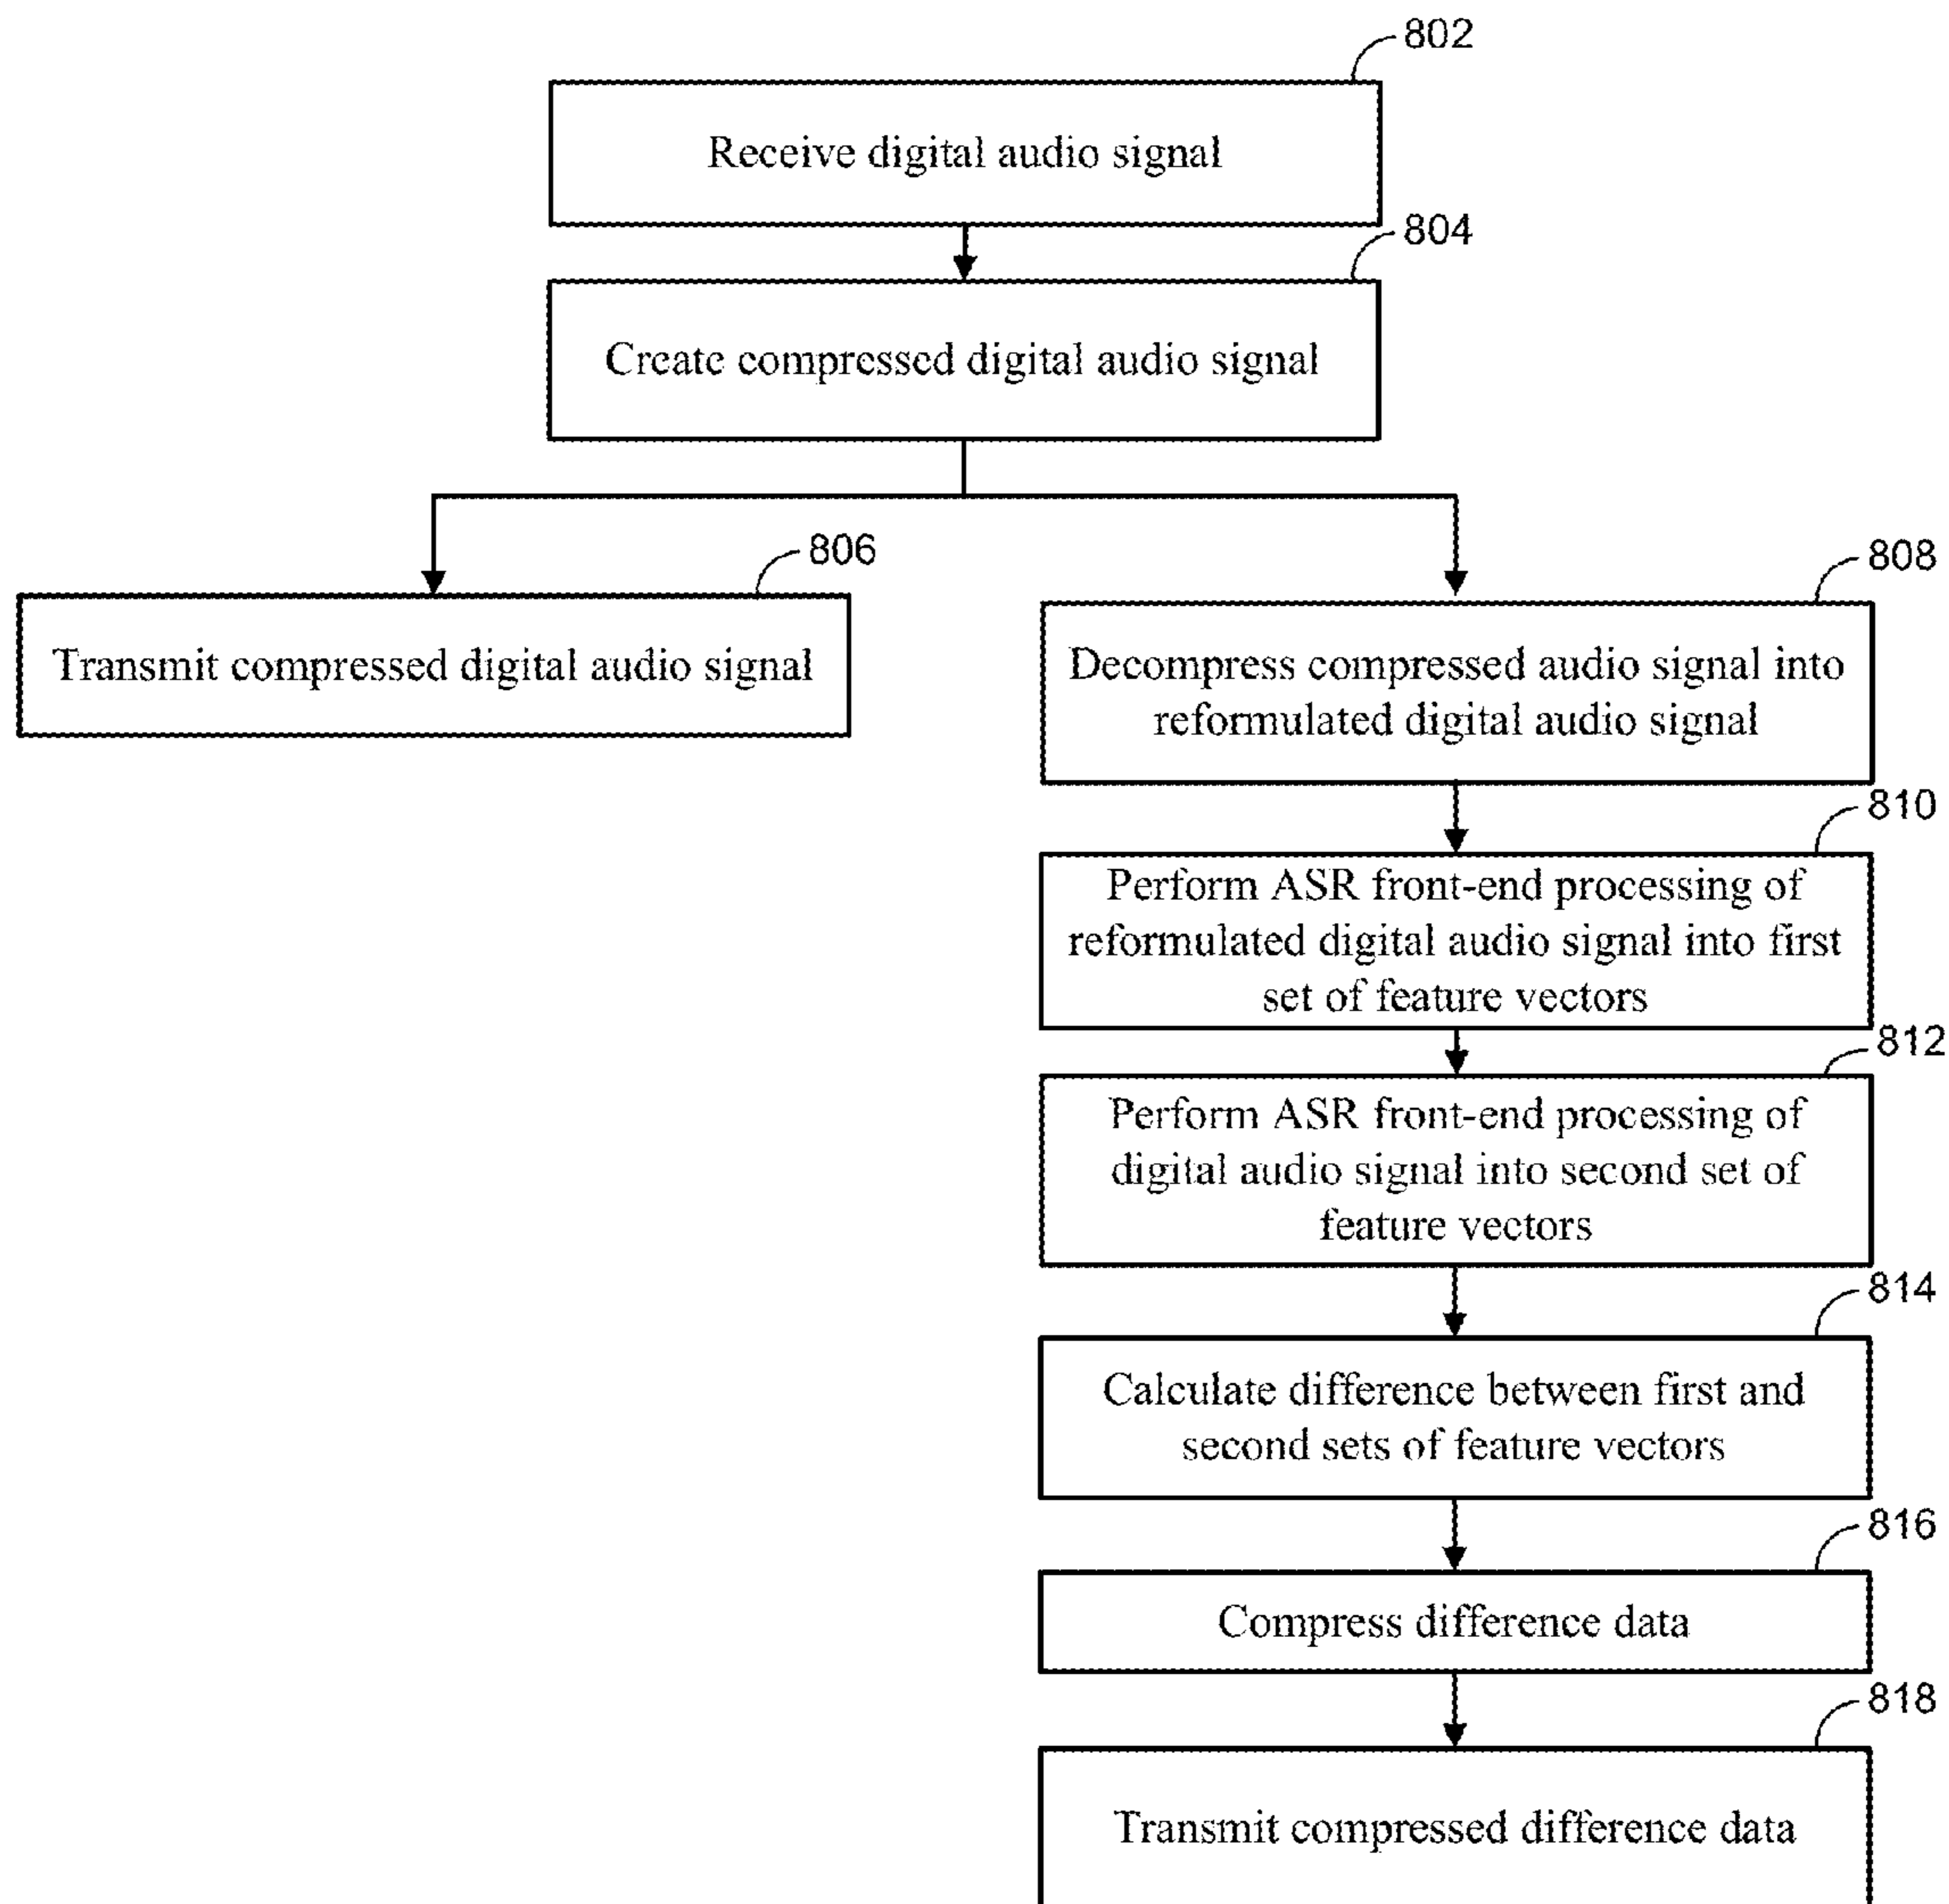 802
Receive digital audio signal
804
Create compressed digital audio signal
806
Transmit compressed digital audio signal
808
Decompress compressed audio signal into
reformulated digital audio signal
810
Perform ASR front-end processing of
reformulated digital audio signal into first
set of feature vectors
812
Perform ASR front-end processing of
digital audio signal into second set of
feature vectors
814
Calculate difference between first and
second sets of feature vectors
816
Compress difference data
818
Transmit compressed difference data